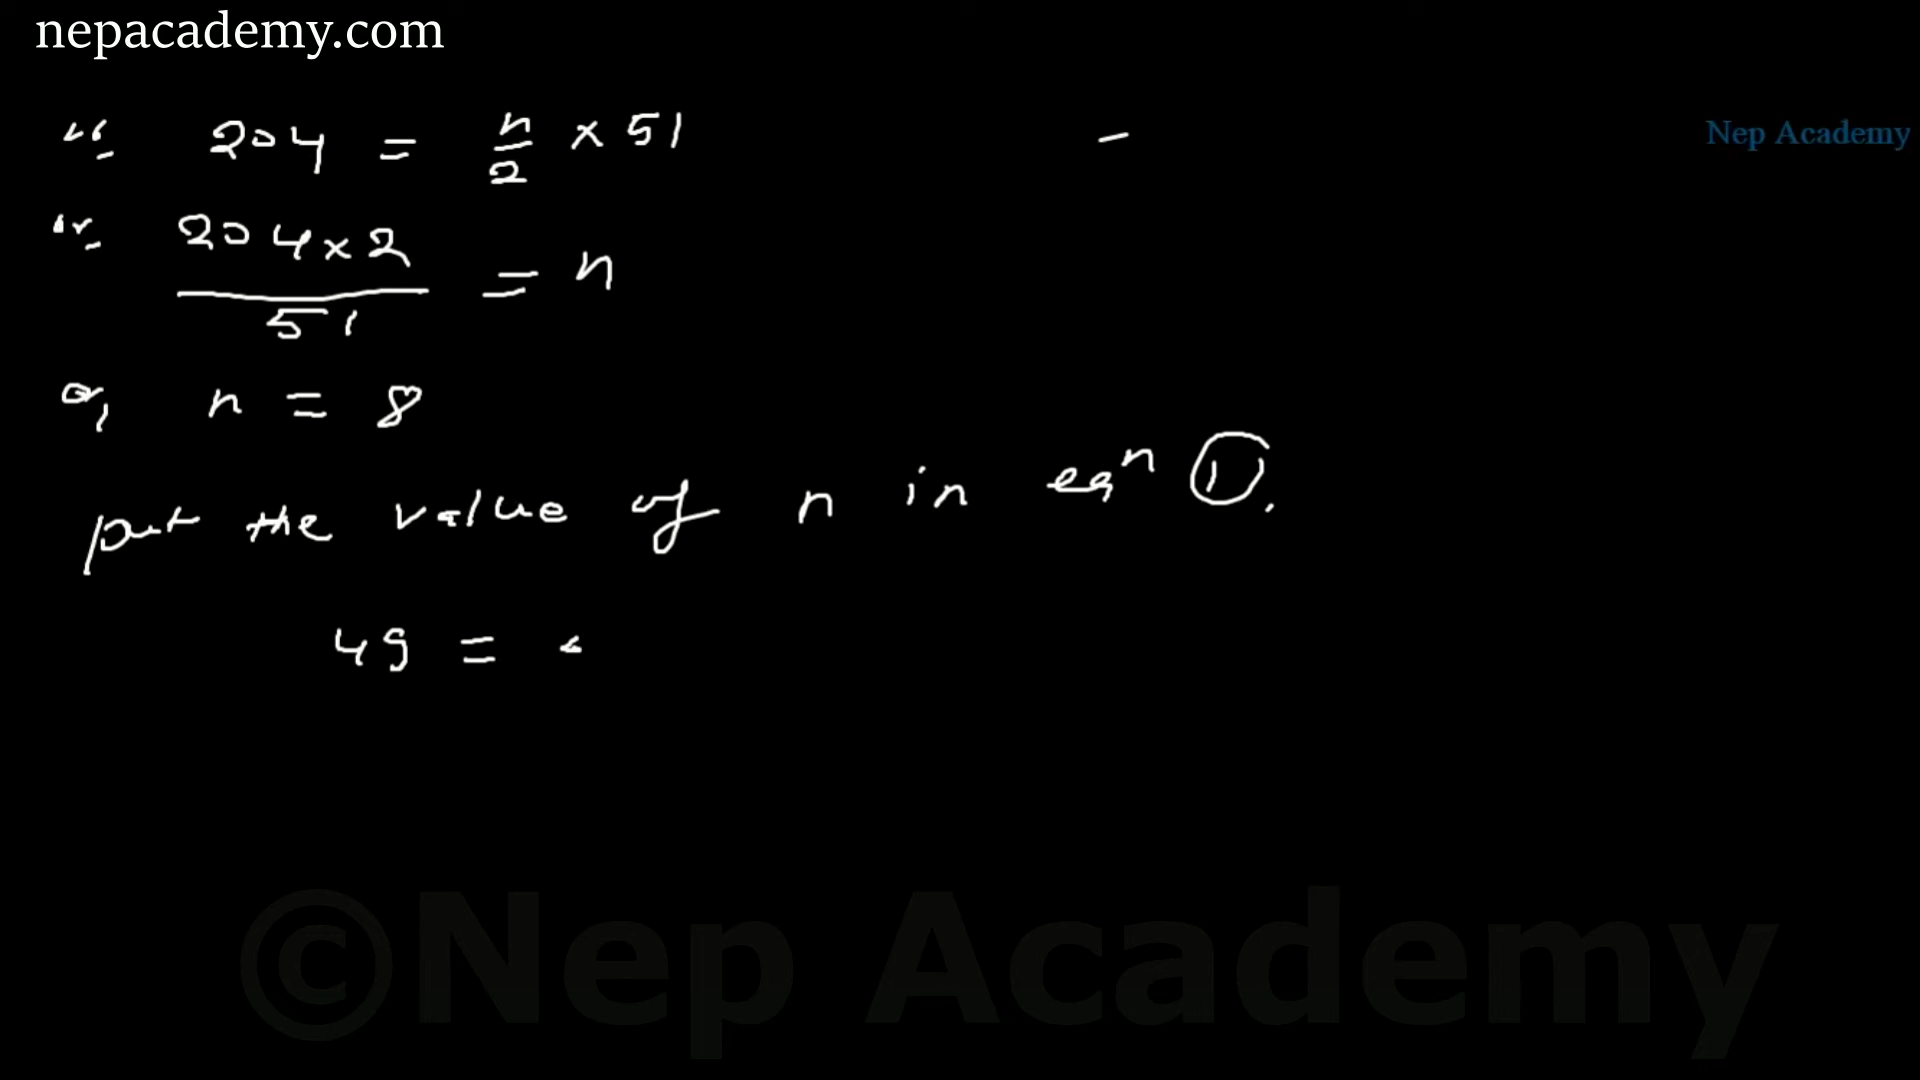 nepacademy.com
or, 204 = n/2 × 51
Nep Academy
or, 204×2/51 = n
or, n = 8
put the value of n in eqⁿ ①.
49 =
©Nep Academy